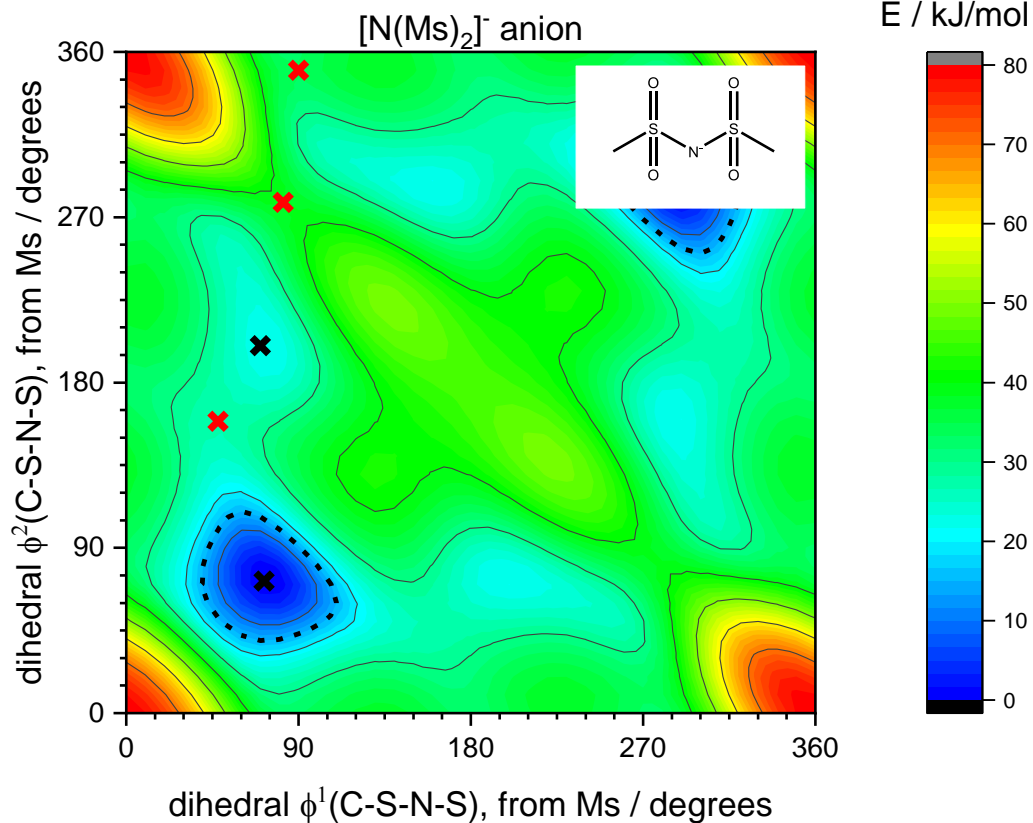 [N(Ms)₂]⁻ anion
E / kJ/mol
360
270
180
90
0
dihedral ϕ²(C-S-N-S), from Ms / degrees
O O
S S
N⁻
O O
80
70
60
50
40
30
20
10
0
0 90 180 270 360
dihedral ϕ¹(C-S-N-S), from Ms / degrees